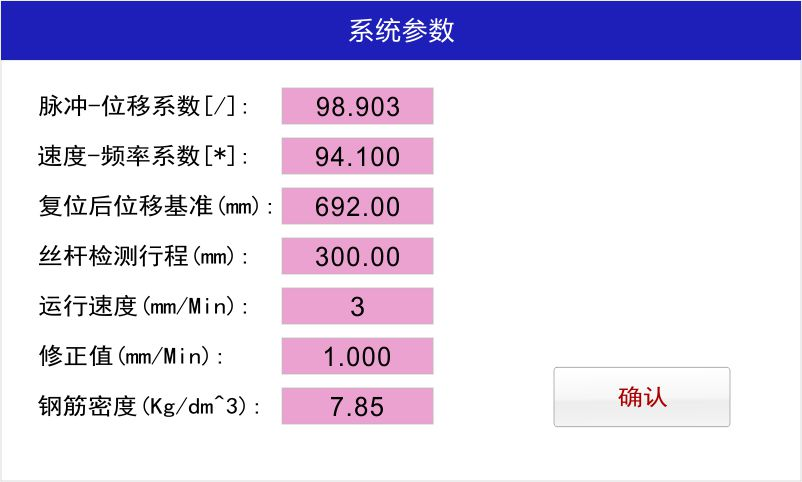 系统参数
脉冲-位移系数[/]: 98.903
速度-频率系数[*]: 94.100
复位后位移基准(mm): 692.00
丝杆检测行程(mm): 300.00
运行速度(mm/Min): 3
修正值(mm/Min): 1.000
钢筋密度(Kg/dm^3): 7.85
确认